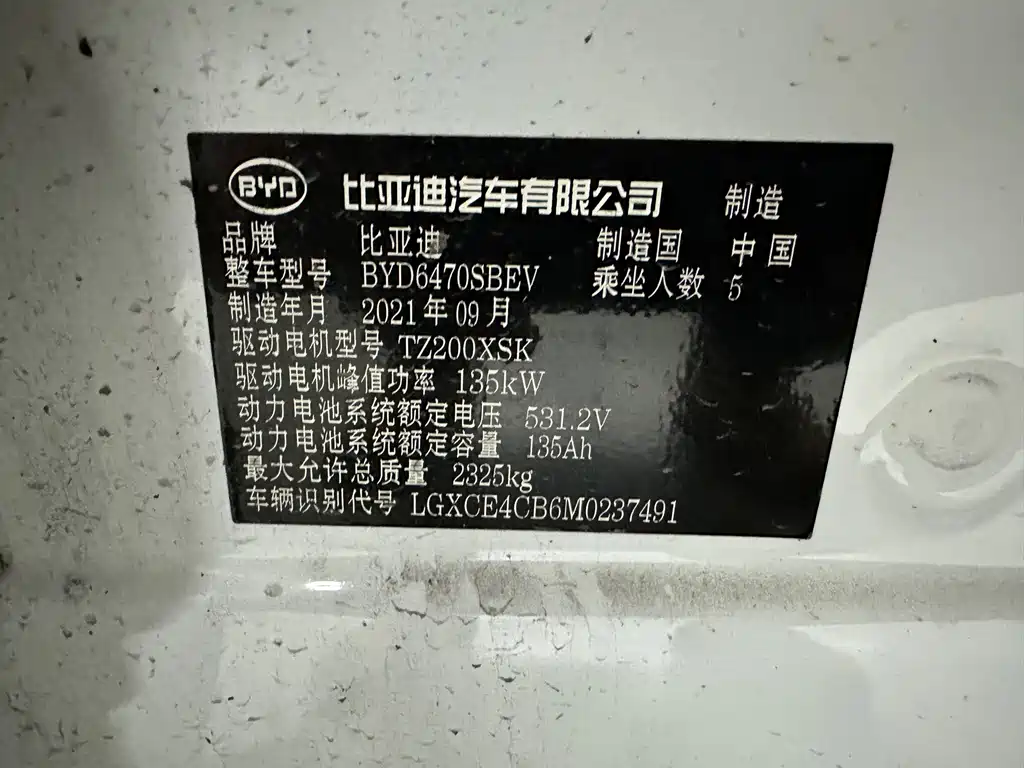 BYD 比亚迪汽车有限公司 制造
品牌 比亚迪 制造国 中国
整车型号 BYD6470SBEV 乘坐人数 5
制造年月 2021年09月
驱动电机型号 TZ200XSK
驱动电机峰值功率 135kW
动力电池系统额定电压 531.2V
动力电池系统额定容量 135Ah
最大允许总质量 2325kg
车辆识别代号 LGXCE4CB6M0237491